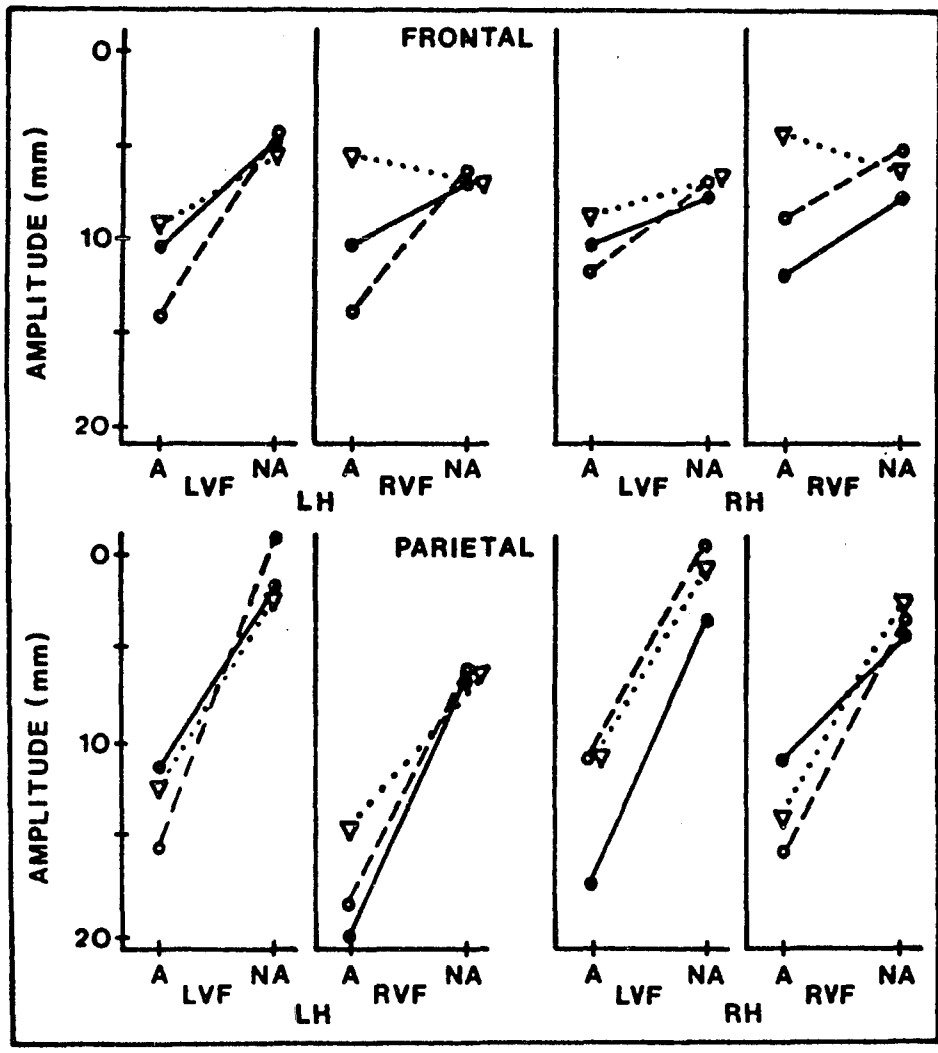 FRONTAL
AMPLITUDE (mm)
0
10
20
A NA A NA A NA A NA
LVF RVF LVF RVF
LH RH
PARIETAL
AMPLITUDE (mm)
0
10
20
A NA A NA A NA A NA
LVF RVF LVF RVF
LH RH